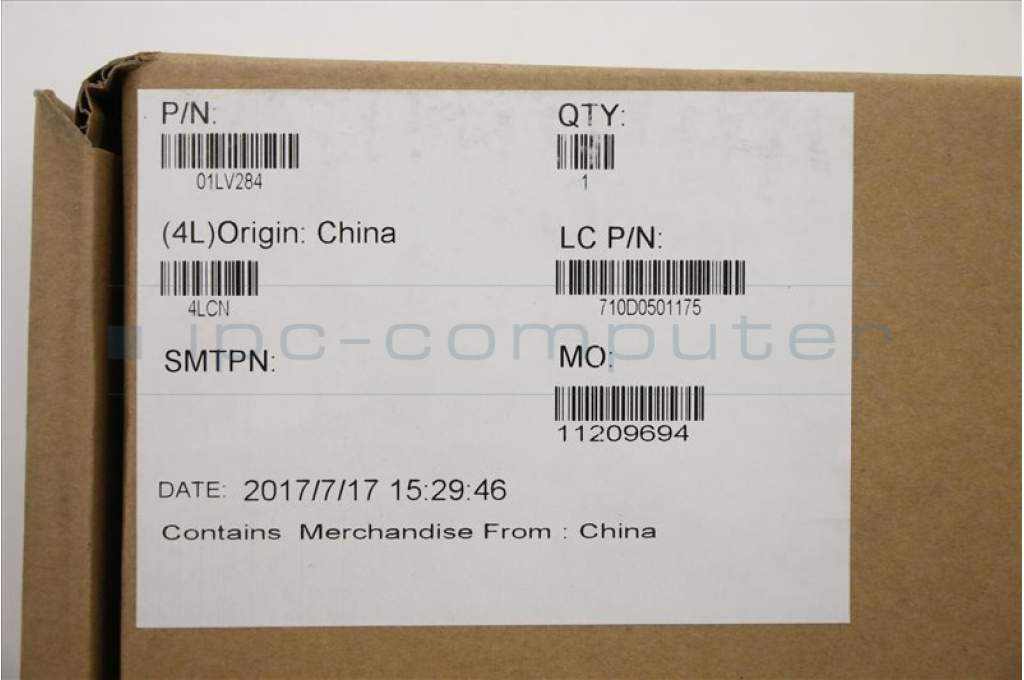 P/N:
01LV284
QTY:
1
(4L)Origin: China
4LCN
LC P/N:
710D0501175
ipc-computer
SMTPN:
MO:
11209694
DATE: 2017/7/17 15:29:46
Contains Merchandise From : China